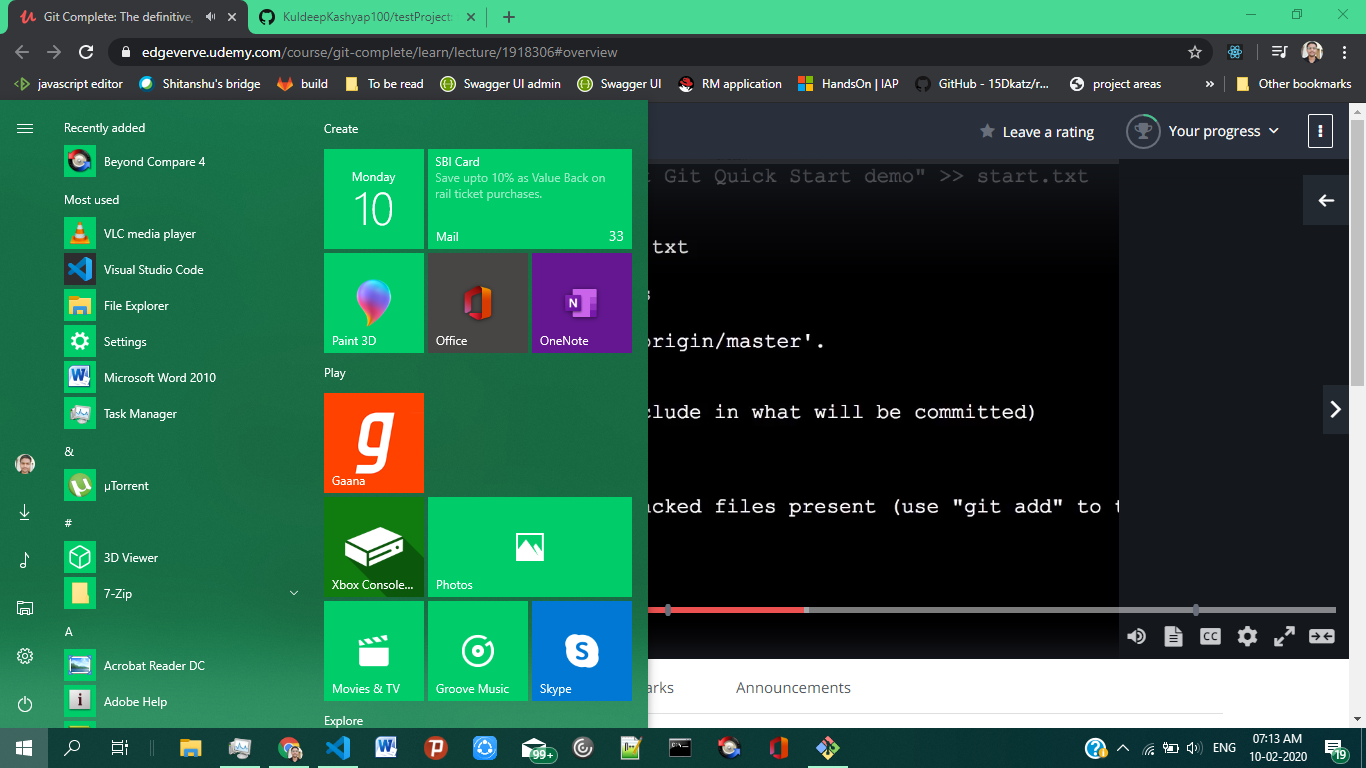 Git Complete: The definitive,
KuldeepKashyap100/testProject:
edgeverve.udemy.com/course/git-complete/learn/lecture/1918306#overview
javascript editor
Shitanshu's bridge
build
To be read
Swagger UI admin
Swagger UI
RM application
HandsOn | IAP
GitHub - 15Dkatz/r...
project areas
»
Other bookmarks
Leave a rating
Your progress
Recently added
Beyond Compare 4
Most used
VLC media player
Visual Studio Code
File Explorer
Settings
Microsoft Word 2010
Task Manager
&
µTorrent
#
3D Viewer
7-Zip
A
Acrobat Reader DC
Adobe Help
Create
Monday
10
SBI Card
Save upto 10% as Value Back on
rail ticket purchases.
Mail 33
Paint 3D
Office
N
OneNote
Play
g
Gaana
Xbox Console...
Photos
Movies & TV
Groove Music
S
Skype
Explore
t Git Quick Start demo" >> start.txt
.txt
s
origin/master'.
clude in what will be committed)
acked files present (use "git add" to t
CC
arks
Announcements
99+
ENG
07:13 AM
10-02-2020
19